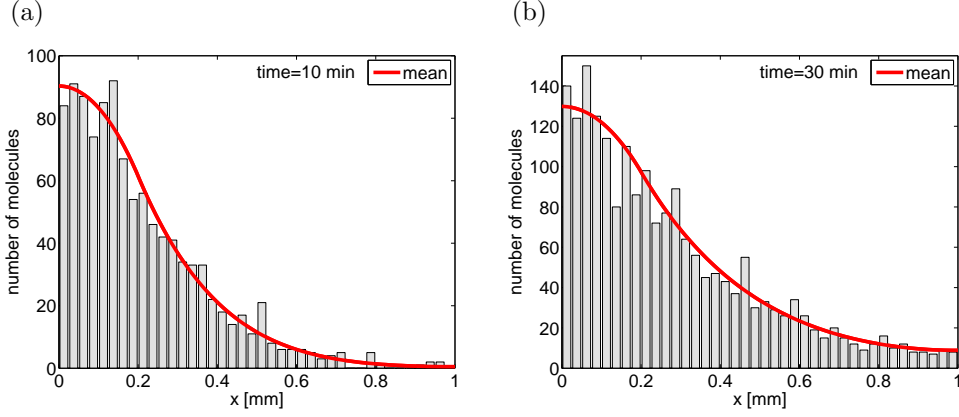 (a)
time=10 min
mean
number of molecules
100
80
60
40
20
0
0 0.2 0.4 0.6 0.8 1
x [mm]
(b)
time=30 min
mean
number of molecules
140
120
100
80
60
40
20
0
0 0.2 0.4 0.6 0.8 1
x [mm]